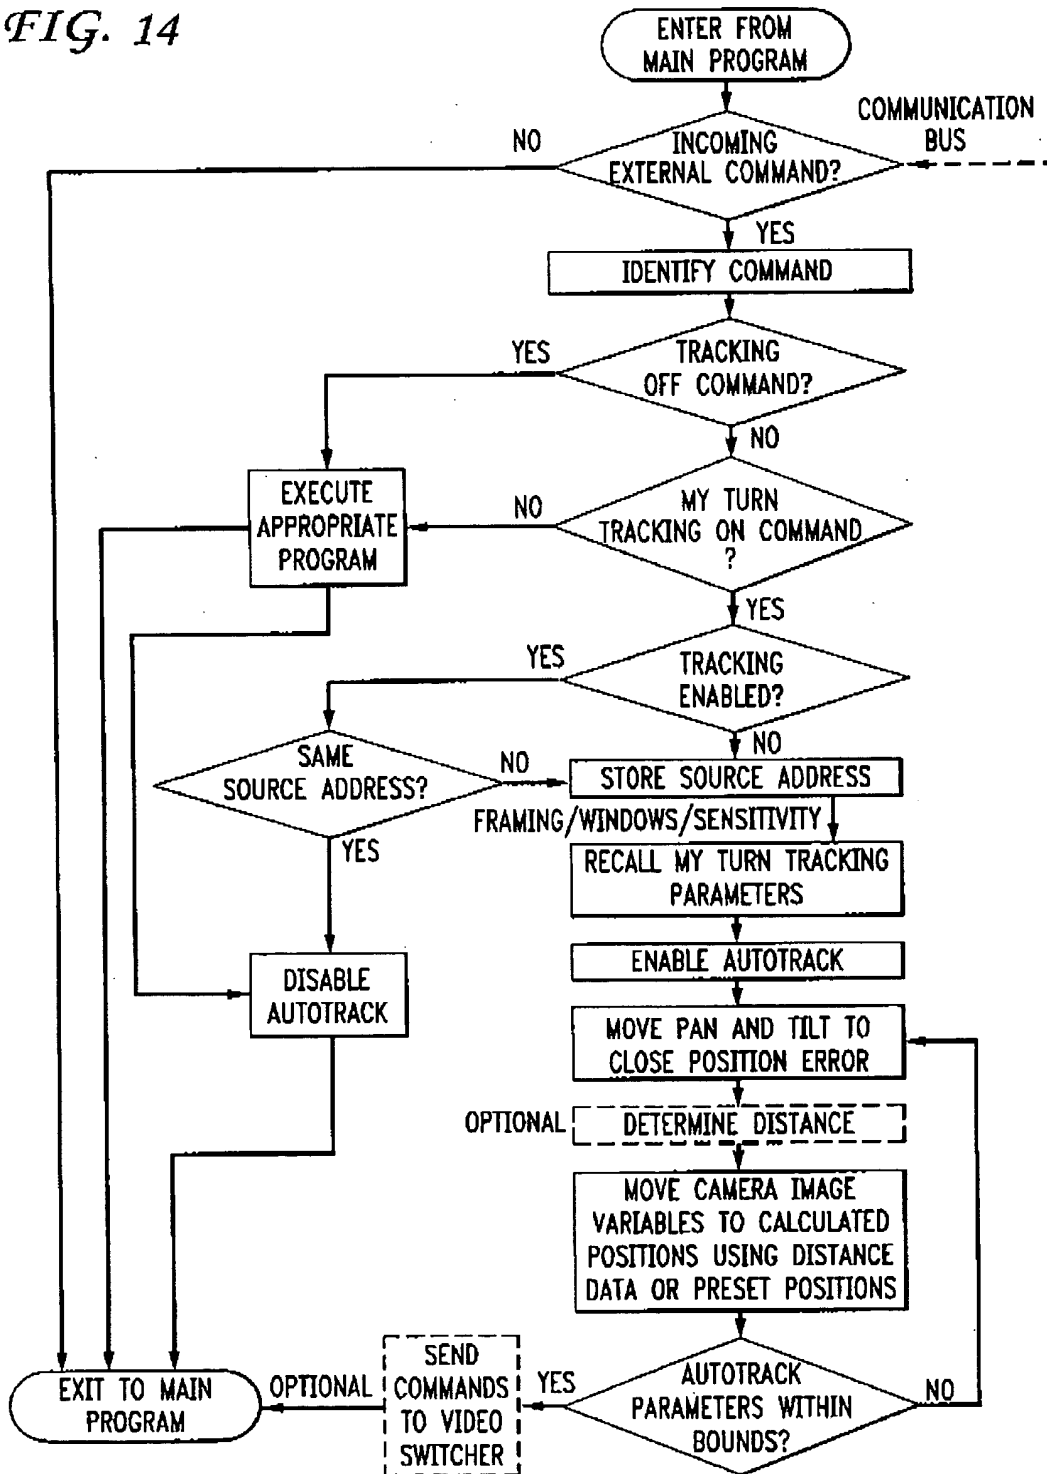 FIG. 14
ENTER FROM
MAIN PROGRAM
COMMUNICATION
BUS
NO
INCOMING
EXTERNAL COMMAND?
YES
IDENTIFY COMMAND
YES
TRACKING
OFF COMMAND?
NO
EXECUTE
APPROPRIATE
PROGRAM
NO
MY TURN
TRACKING ON COMMAND
?
YES
YES
TRACKING
ENABLED?
NO
SAME
SOURCE ADDRESS?
NO
STORE SOURCE ADDRESS
YES
FRAMING/WINDOWS/SENSITIVITY
RECALL MY TURN TRACKING
PARAMETERS
DISABLE
AUTOTRACK
ENABLE AUTOTRACK
MOVE PAN AND TILT TO
CLOSE POSITION ERROR
OPTIONAL
DETERMINE DISTANCE
MOVE CAMERA IMAGE
VARIABLES TO CALCULATED
POSITIONS USING DISTANCE
DATA OR PRESET POSITIONS
EXIT TO MAIN
PROGRAM
OPTIONAL
SEND
COMMANDS
TO VIDEO
SWITCHER
YES
AUTOTRACK
PARAMETERS WITHIN
BOUNDS?
NO